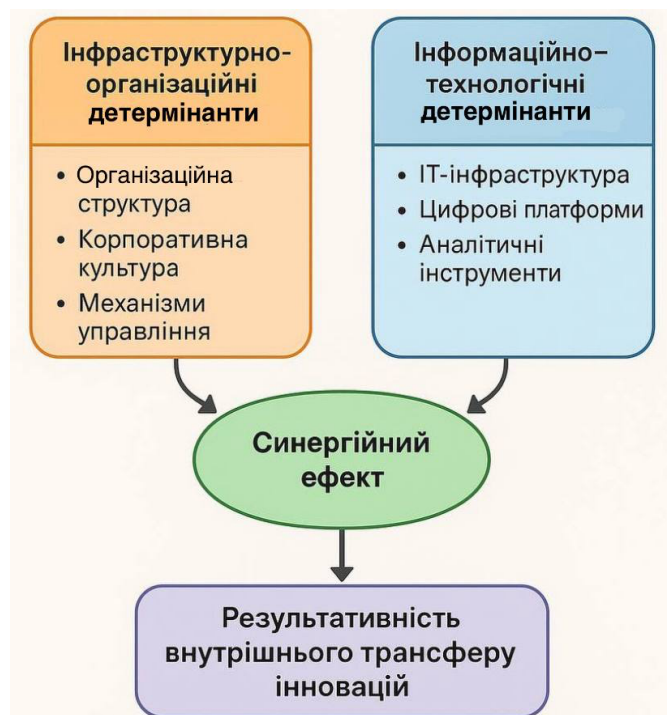 Інфраструктурно-
організаційні
детермінанти
• Організаційна
структура
• Корпоративна
культура
• Механізми
управління
Інформаційно–
технологічні
детермінанти
• ІТ-інфраструктура
• Цифрові платформи
• Аналітичні
інструменти
Синергійний
ефект
Результативність
внутрішнього трансферу
інновацій